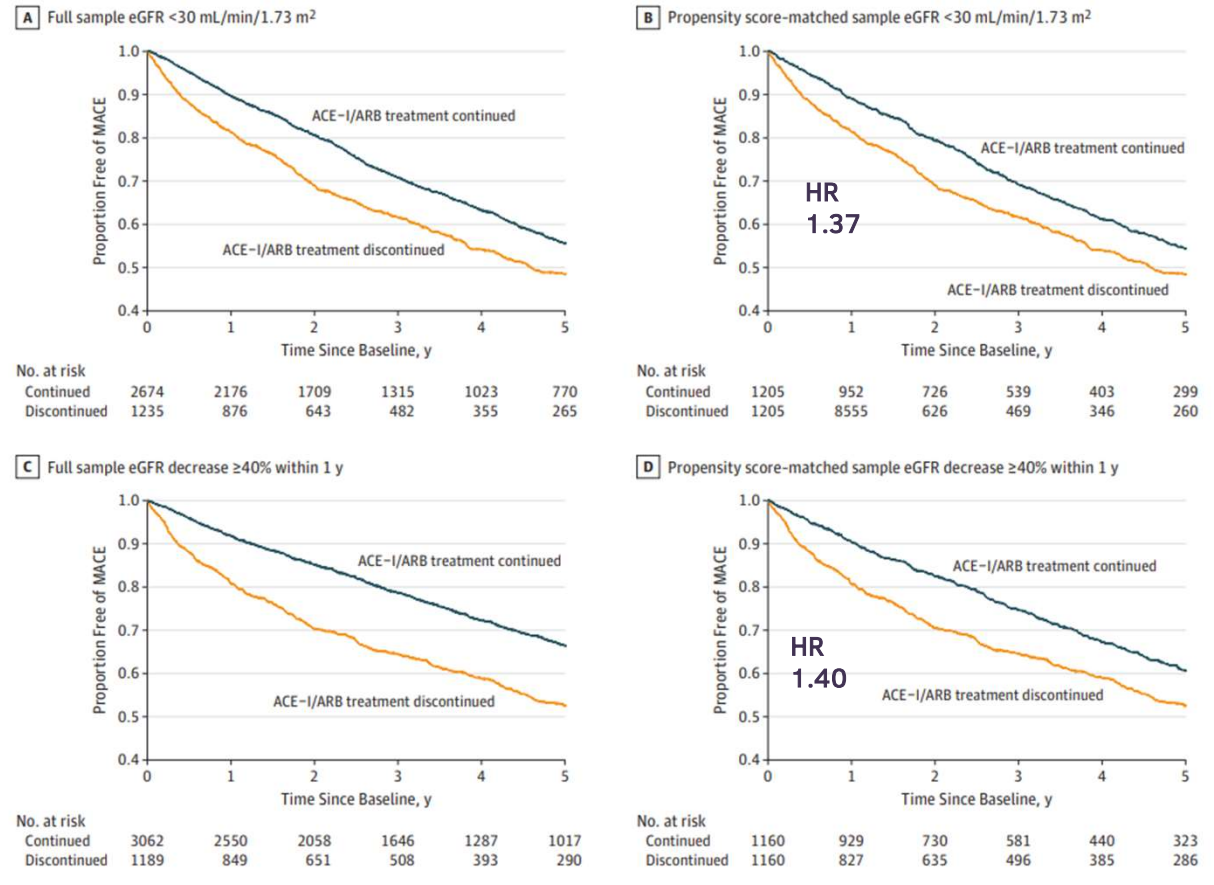 A Full sample eGFR <30 mL/min/1.73 m²
1.0
0.9
0.8
0.7
0.6
0.5
0.4
Proportion Free of MACE
ACE-I/ARB treatment continued
ACE-I/ARB treatment discontinued
0 1 2 3 4 5
Time Since Baseline, y
No. at risk
Continued 2674 2176 1709 1315 1023 770
Discontinued 1235 876 643 482 355 265
B Propensity score-matched sample eGFR <30 mL/min/1.73 m²
1.0
0.9
0.8
0.7
0.6
0.5
0.4
Proportion Free of MACE
ACE-I/ARB treatment continued
HR
1.37
ACE-I/ARB treatment discontinued
0 1 2 3 4 5
Time Since Baseline, y
No. at risk
Continued 1205 952 726 539 403 299
Discontinued 1205 8555 626 469 346 260
C Full sample eGFR decrease ≥40% within 1 y
1.0
0.9
0.8
0.7
0.6
0.5
0.4
Proportion Free of MACE
ACE-I/ARB treatment continued
ACE-I/ARB treatment discontinued
0 1 2 3 4 5
Time Since Baseline, y
No. at risk
Continued 3062 2550 2058 1646 1287 1017
Discontinued 1189 849 651 508 393 290
D Propensity score-matched sample eGFR decrease ≥40% within 1 y
1.0
0.9
0.8
0.7
0.6
0.5
0.4
Proportion Free of MACE
ACE-I/ARB treatment continued
HR
1.40
ACE-I/ARB treatment discontinued
0 1 2 3 4 5
Time Since Baseline, y
No. at risk
Continued 1160 929 730 581 440 323
Discontinued 1160 827 635 496 385 286